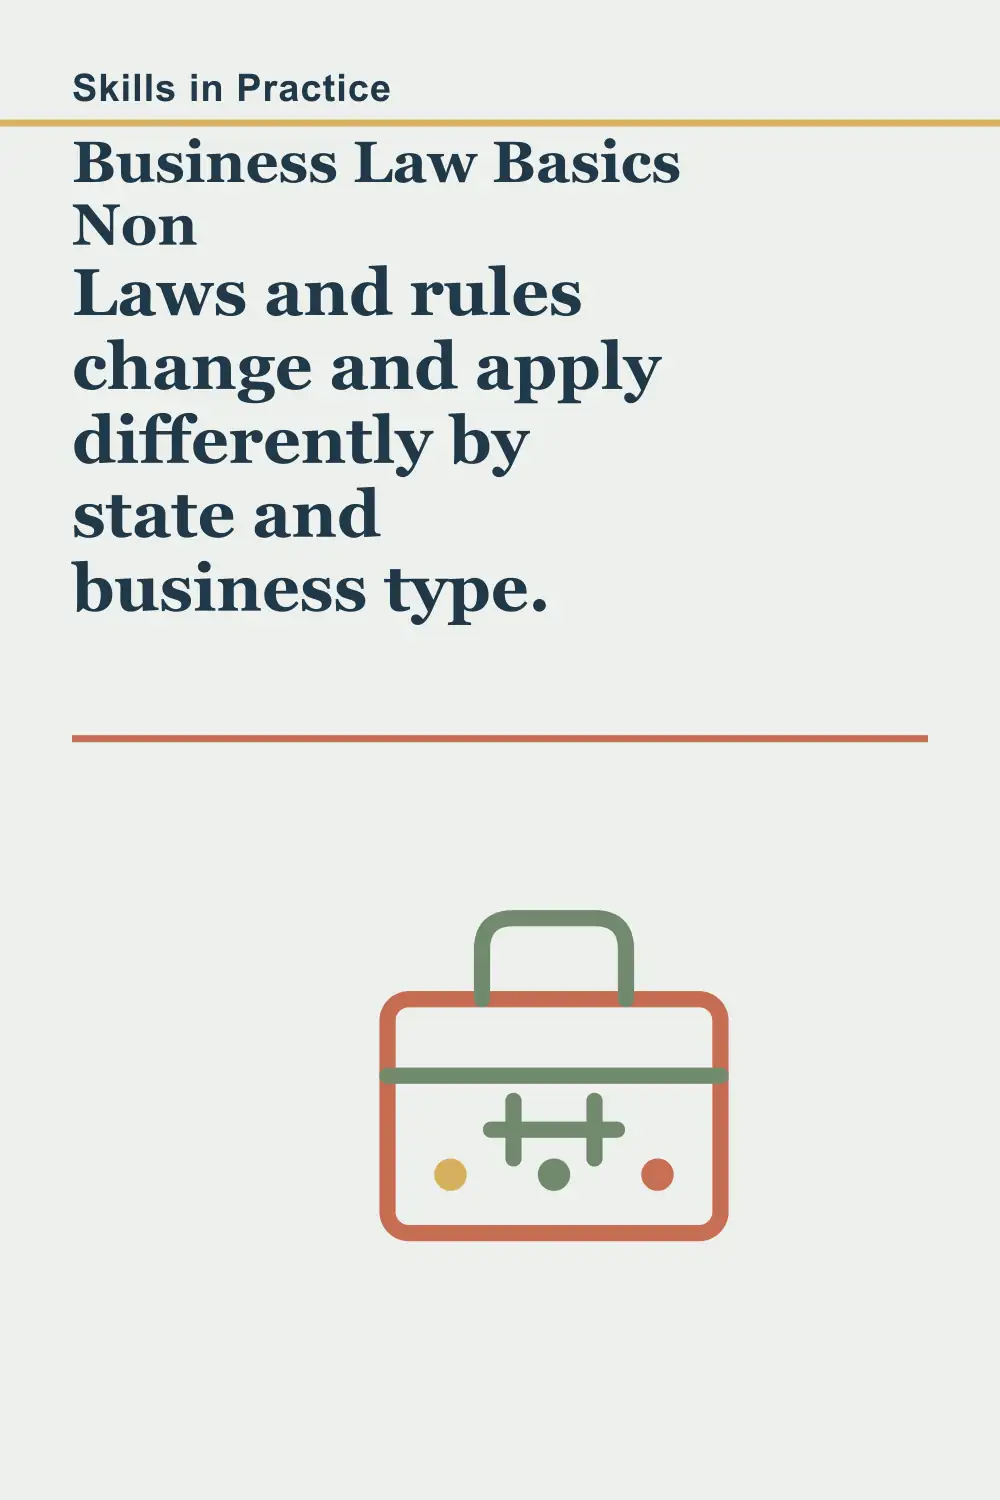 Skills in Practice
Business Law Basics
Non
Laws and rules
change and apply
differently by
state and
business type.